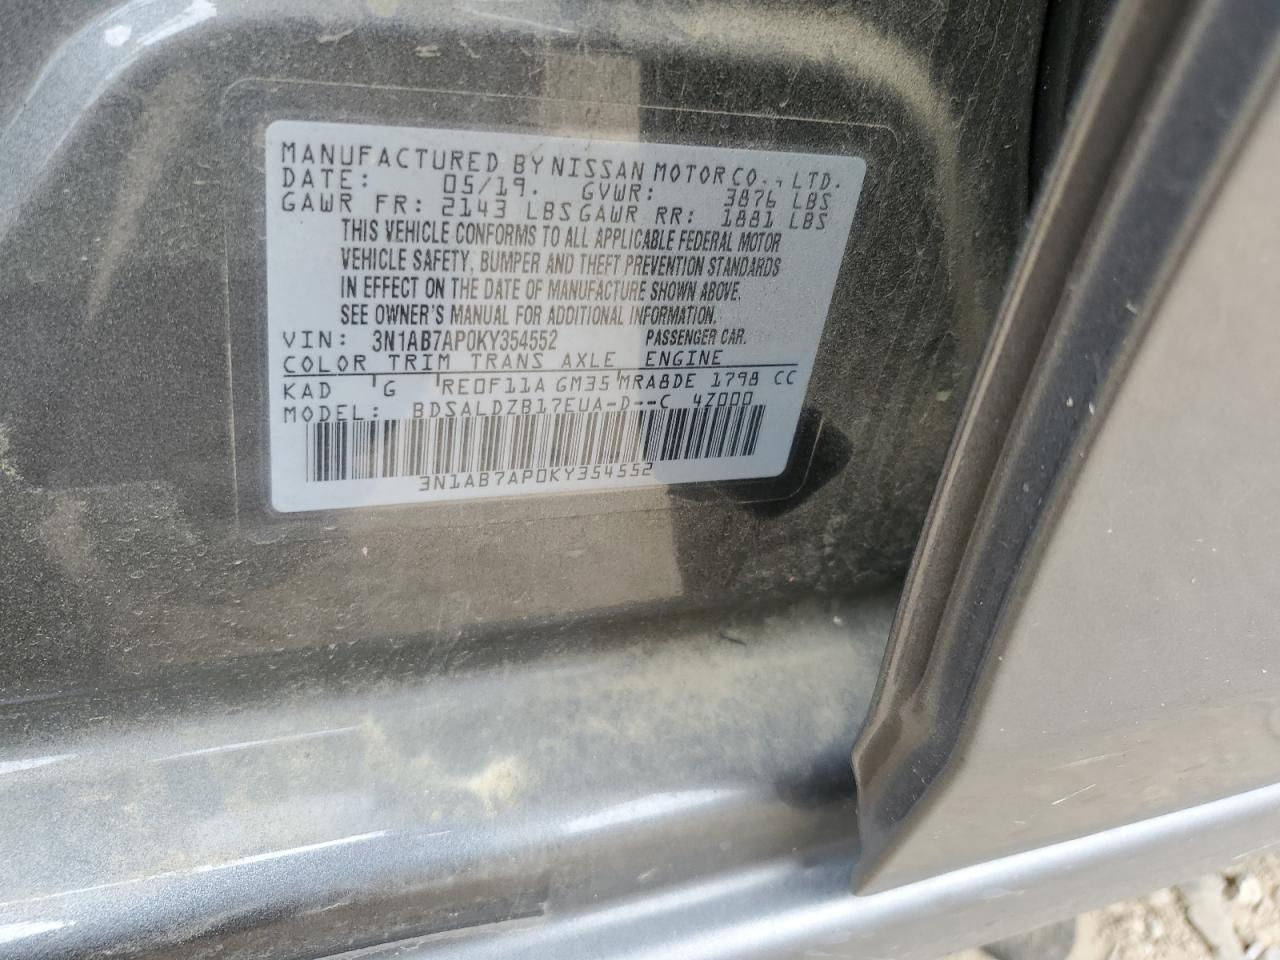 MANUFACTURED BY NISSAN MOTOR CO., LTD.
DATE: 05/19. GVWR: 3876 LBS
GAWR FR: 2143 LBS GAWR RR: 1881 LBS
THIS VEHICLE CONFORMS TO ALL APPLICABLE FEDERAL MOTOR
VEHICLE SAFETY, BUMPER AND THEFT PREVENTION STANDARDS
IN EFFECT ON THE DATE OF MANUFACTURE SHOWN ABOVE.
SEE OWNER'S MANUAL FOR ADDITIONAL INFORMATION.
VIN: 3N1AB7AP0KY354552 PASSENGER CAR.
COLOR TRIM TRANS AXLE ENGINE
KAD G RE0F11A GM35 MRA8DE 1798 CC
MODEL: BDSALDZB17EUA-D--C 4Z000
3N1AB7AP0KY354552